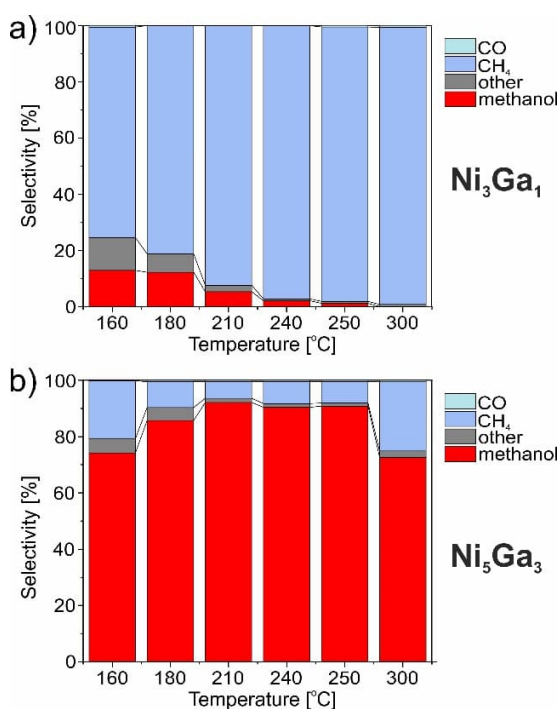 a)
100
80
60
40
20
0
Selectivity [%]
160 180 210 240 250 300
Temperature [°C]
CO
CH₄
other
methanol
Ni₃Ga₁
b)
100
80
60
40
20
0
Selectivity [%]
160 180 210 240 250 300
Temperature [°C]
CO
CH₄
other
methanol
Ni₅Ga₃